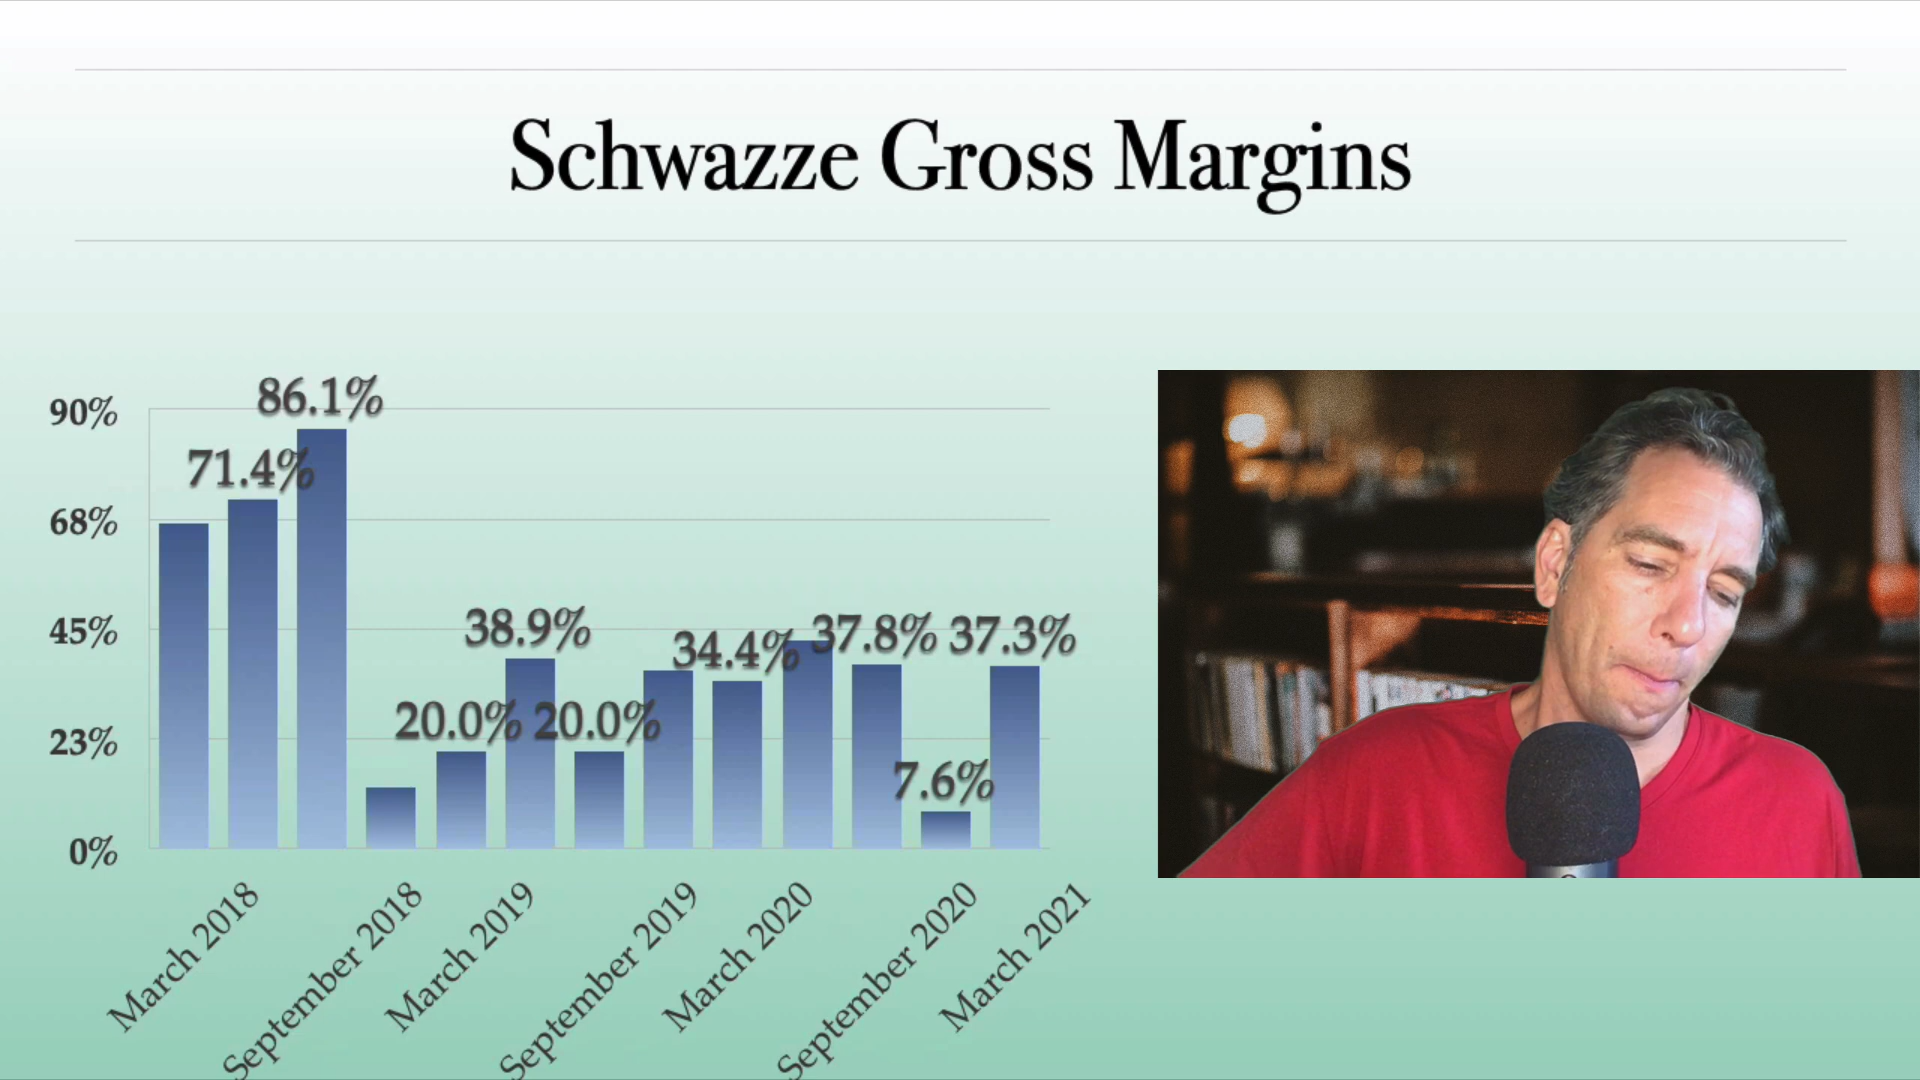 Schwazze Gross Margins
90%
68%
45%
23%
0%
71.4%
86.1%
20.0%
38.9%
20.0%
34.4%
37.8%
7.6%
37.3%
March 2018
September 2018
March 2019
September 2019
March 2020
September 2020
March 2021